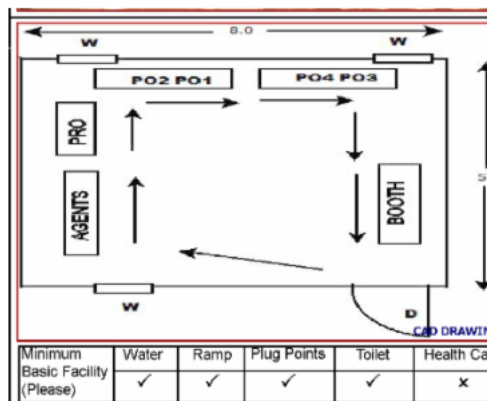 8.0
W W
PO2 PO1 PO4 PO3
PRO
AGENTS
BOOTH
W
D
CAD DRAWIN
Minimum Basic Facility (Please) Water Ramp Plug Points Toilet Health Ca
✓ ✓ ✓ ✓ x